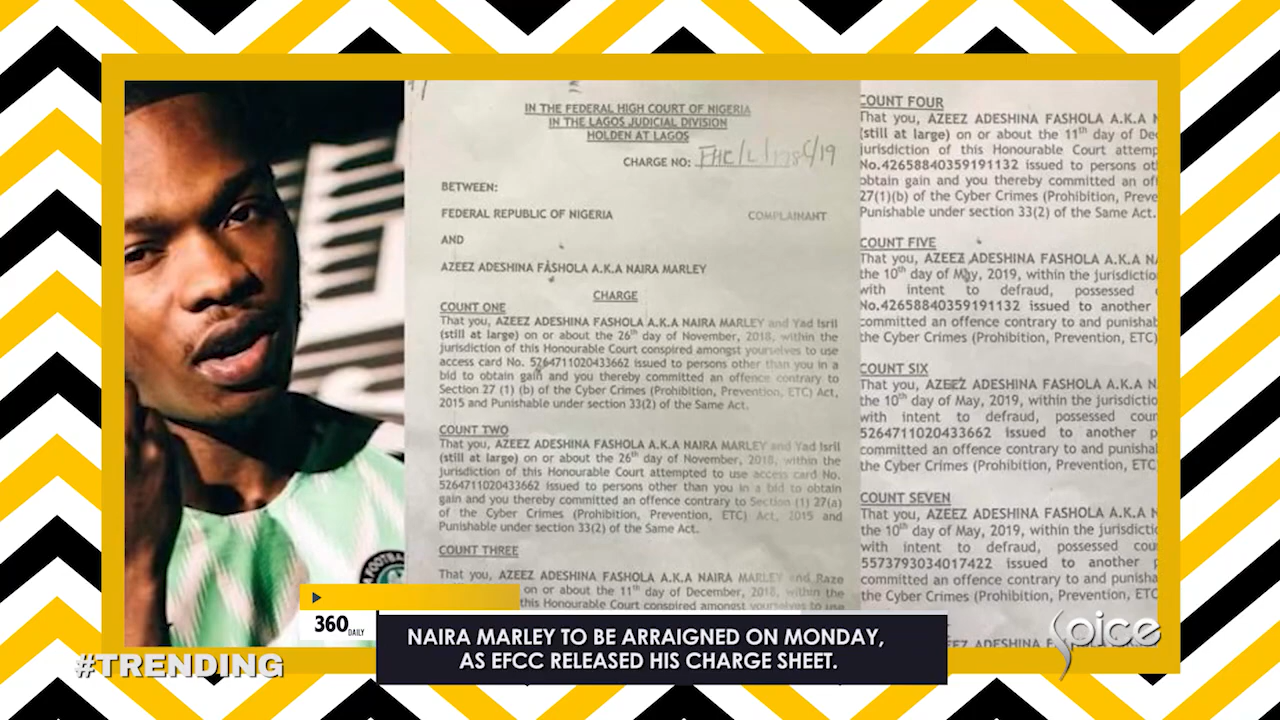 IN THE FEDERAL HIGH COURT OF NIGERIA
IN THE LAGOS JUDICIAL DIVISION
HOLDEN AT LAGOS
CHARGE NO:
BETWEEN:
FEDERAL REPUBLIC OF NIGERIA COMPLAINANT
AND
AZEEZ ADESHINA FASHOLA A.K.A NAIRA MARLEY
CHARGE
COUNT ONE
That you, AZEEZ ADESHINA FASHOLA A.K.A NAIRA MARLEY and Yad Isril
(still at large) on or about the 26th day of November, 2018, within the
jurisdiction of this Honourable Court conspired amongst yourselves to use
access card No. 5264711020433662 issued to persons other than you in a
bid to obtain gain and you thereby committed an offence contrary to
Section 27 (1) (b) of the Cyber Crimes (Prohibition, Prevention, ETC) Act,
2015 and Punishable under section 33(2) of the Same Act.
COUNT TWO
That you, AZEEZ ADESHINA FASHOLA A.K.A NAIRA MARLEY and Yad Isril
(still at large) on or about the 26th day of November, 2018, within the
jurisdiction of this Honourable Court attempted to use access card No.
5264711020433662 issued to persons other than you in a bid to obtain
gain and you thereby committed an offence contrary to Section (1) 27(a)
of the Cyber Crimes (Prohibition, Prevention, ETC) Act, 2015 and
Punishable under section 33(2) of the Same Act.
COUNT THREE
That you, AZEEZ ADESHINA FASHOLA A.K.A NAIRA MARLEY and Raze
on or about the 11th day of December, 2018, within the
this Honourable Court conspired amongst yourselves to use
COUNT FOUR
That you, AZEEZ ADESHINA FASHOLA A.K.A N
(still at large) on or about the 11th day of Dec
jurisdiction of this Honourable Court attemp
No.42658840359191132 issued to persons ot
obtain gain and you thereby committed an of
27(1)(b) of the Cyber Crimes (Prohibition, Preve
Punishable under section 33(2) of the Same Act.
COUNT FIVE
That you, AZEEZ ADESHINA FASHOLA A.K.A NA
the 10th day of May, 2019, within the jurisdictio
with intent to defraud, possessed cou
No.42658840359191132 issued to another
committed an offence contrary to and punishab
the Cyber Crimes (Prohibition, Prevention, ETC)
COUNT SIX
That you, AZEEZ ADESHINA FASHOLA A.K.A N
the 10th day of May, 2019, within the jurisdictio
with intent to defraud, possessed coun
5264711020433662 issued to another p
committed an offence contrary to and punishal
the Cyber Crimes (Prohibition, Prevention, ETC
COUNT SEVEN
That you, AZEEZ ADESHINA FASHOLA A.K.A N
the 10th day of May, 2019, within the jurisdictio
with intent to defraud, possessed cou
5573793034017422 issued to another p
committed an offence contrary to and punisha
the Cyber Crimes (Prohibition, Prevention, ETC
AZEEZ ADESHINA FASHOLA
360 DAILY
NAIRA MARLEY TO BE ARRAIGNED ON MONDAY,
AS EFCC RELEASED HIS CHARGE SHEET.
#TRENDING
Spice